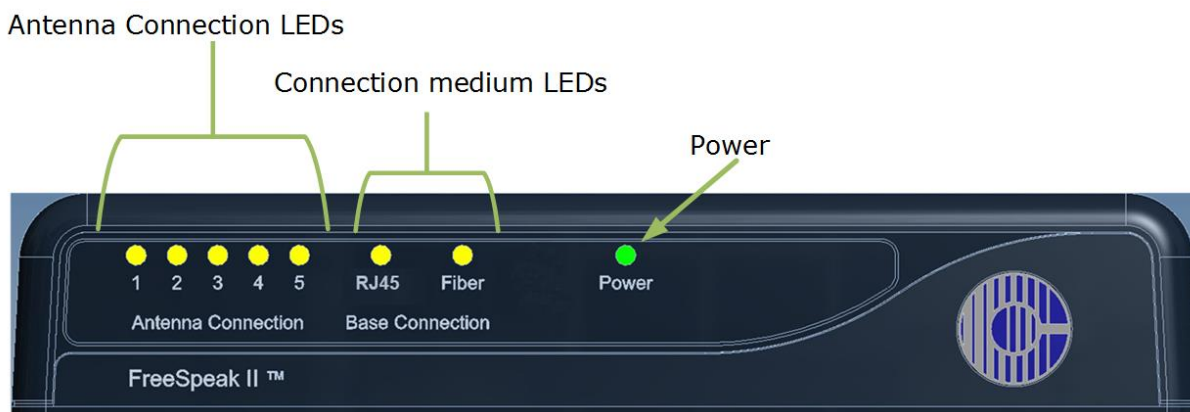 Antenna Connection LEDs
Connection medium LEDs
Power
1 2 3 4 5 RJ45 Fiber Power
Antenna Connection Base Connection
FreeSpeak II ™